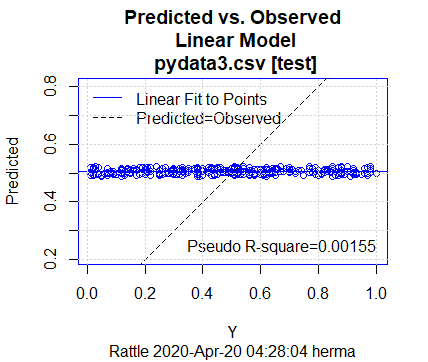 Predicted vs. Observed
Linear Model
pydata3.csv [test]
Linear Fit to Points
Predicted=Observed
Predicted
0.8
0.6
0.4
0.2
Pseudo R-square=0.00155
0.0 0.2 0.4 0.6 0.8 1.0
Y
Rattle 2020-Apr-20 04:28:04 herma